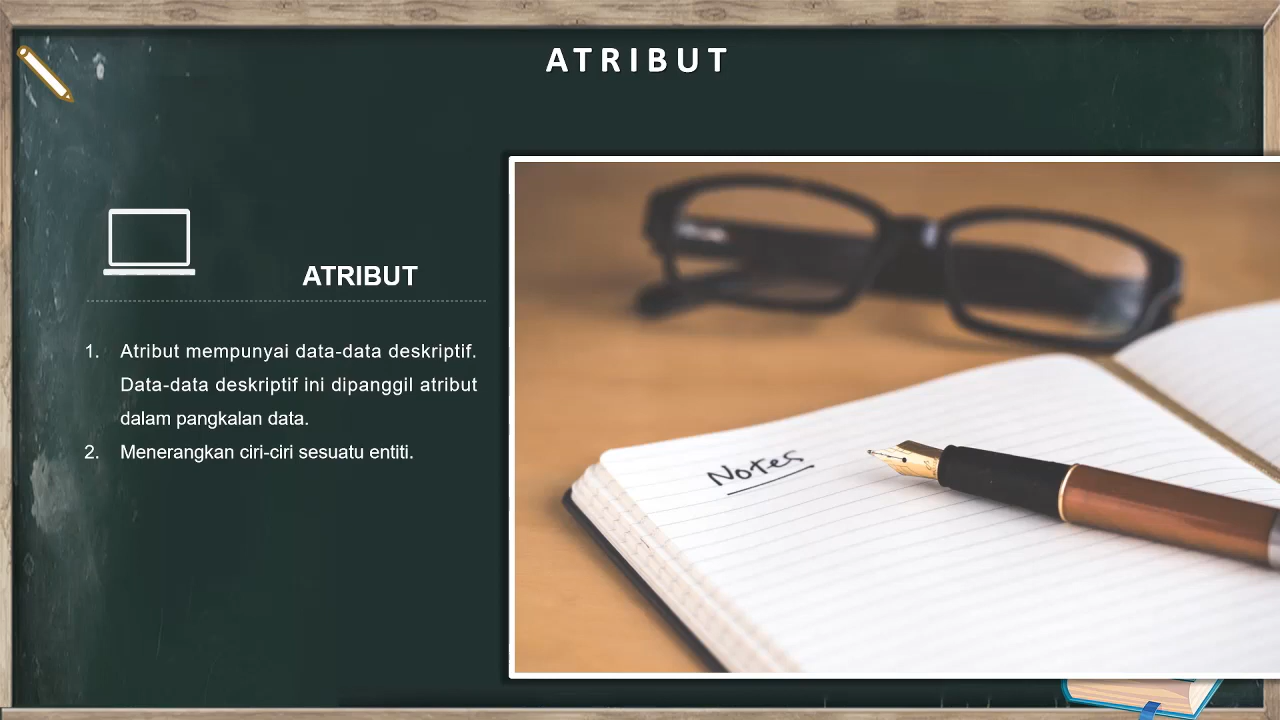 ATRIBUT
ATRIBUT
1. Atribut mempunyai data-data deskriptif.
Data-data deskriptif ini dipanggil atribut
dalam pangkalan data.
2. Menerangkan ciri-ciri sesuatu entiti.
Notes